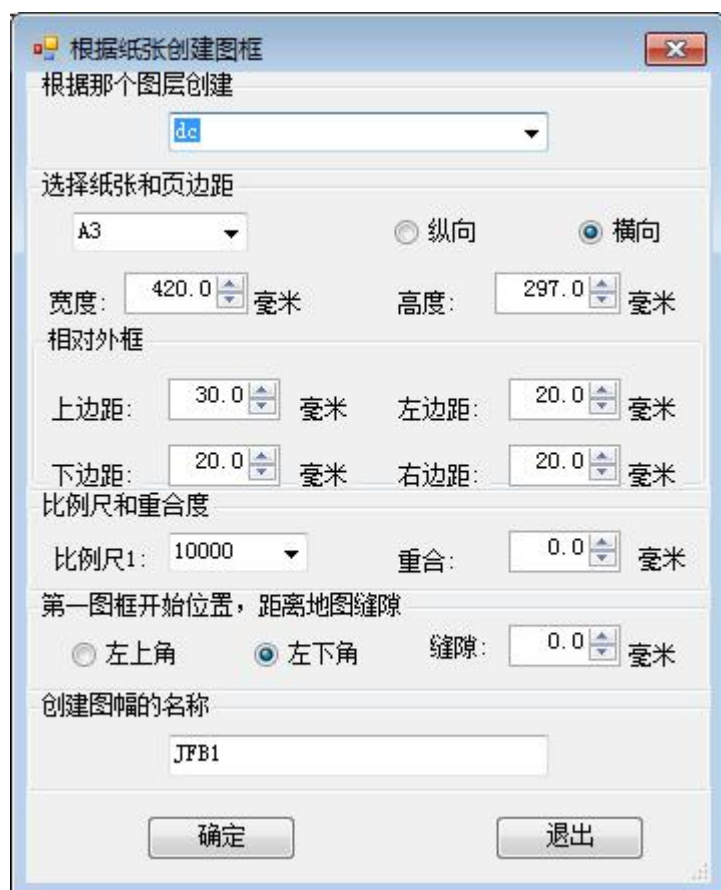 根据纸张创建图框
根据那个图层创建
dc
选择纸张和页边距
A3 纵向 横向
宽度: 420.0 毫米 高度: 297.0 毫米
相对外框
上边距: 30.0 毫米 左边距: 20.0 毫米
下边距: 20.0 毫米 右边距: 20.0 毫米
比例尺和重合度
比例尺1: 10000 重合: 0.0 毫米
第一图框开始位置，距离地图缝隙
左上角 左下角 缝隙: 0.0 毫米
创建图幅的名称
JFB1
确定 退出